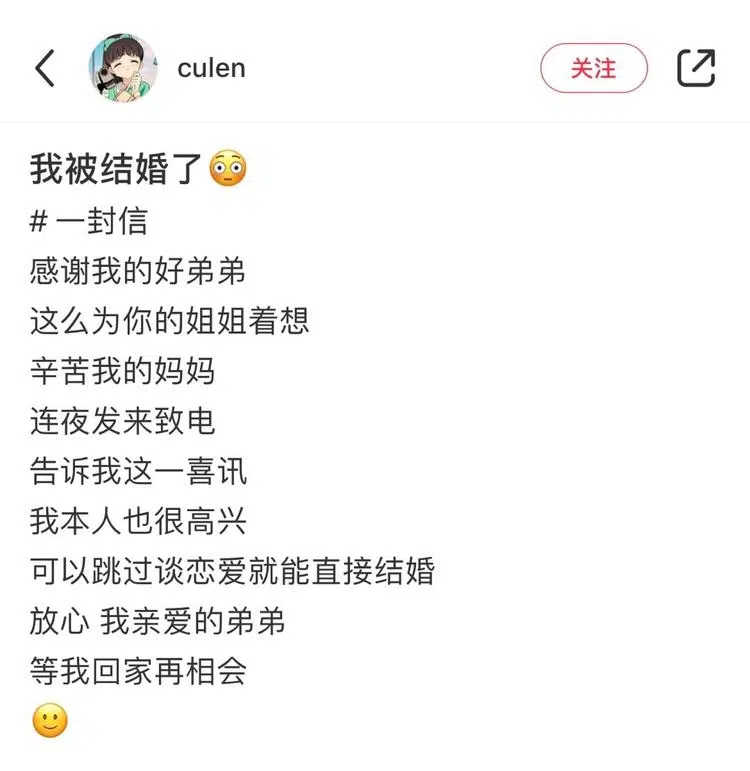 culen
关注
我被结婚了😳
# 一封信
感谢我的好弟弟
这么为你的姐姐着想
辛苦我的妈妈
连夜发来致电
告诉我这一喜讯
我本人也很高兴
可以跳过谈恋爱就能直接结婚
放心 我亲爱的弟弟
等我回家再相会
🙂